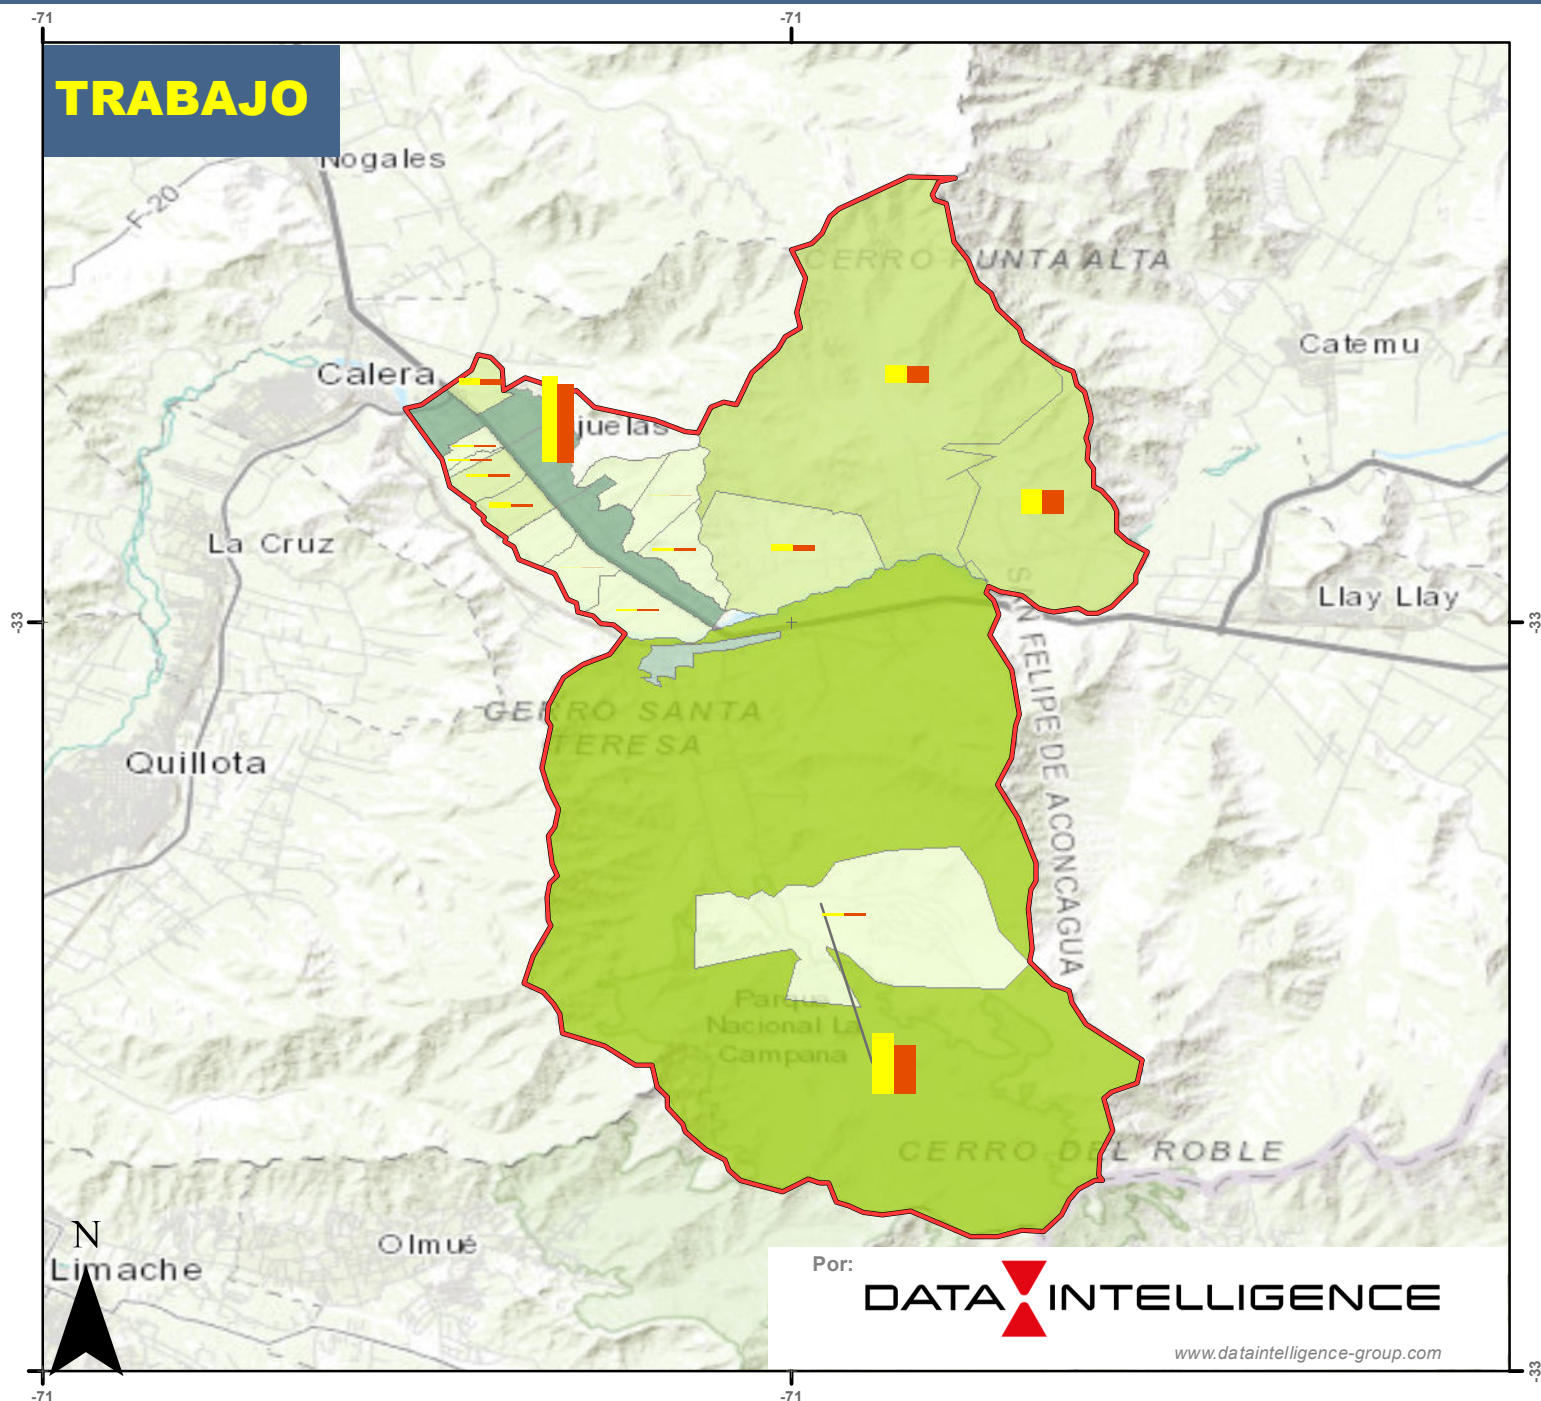 -71
-71
TRABAJO
Nogales
F-20
CERRO PUNTA ALTA
Catemu
Calera
juelas
La Cruz
Llay Llay
-33
-33
SAN FELIPE DE ACONCAGUA
CERRO SANTA
TERESA
Quillota
Parque
Nacional La
Campana
CERRO DEL ROBLE
N
Olmué
Limache
Por:
DATA INTELLIGENCE
www.dataintelligence-group.com
-33
-71
-71